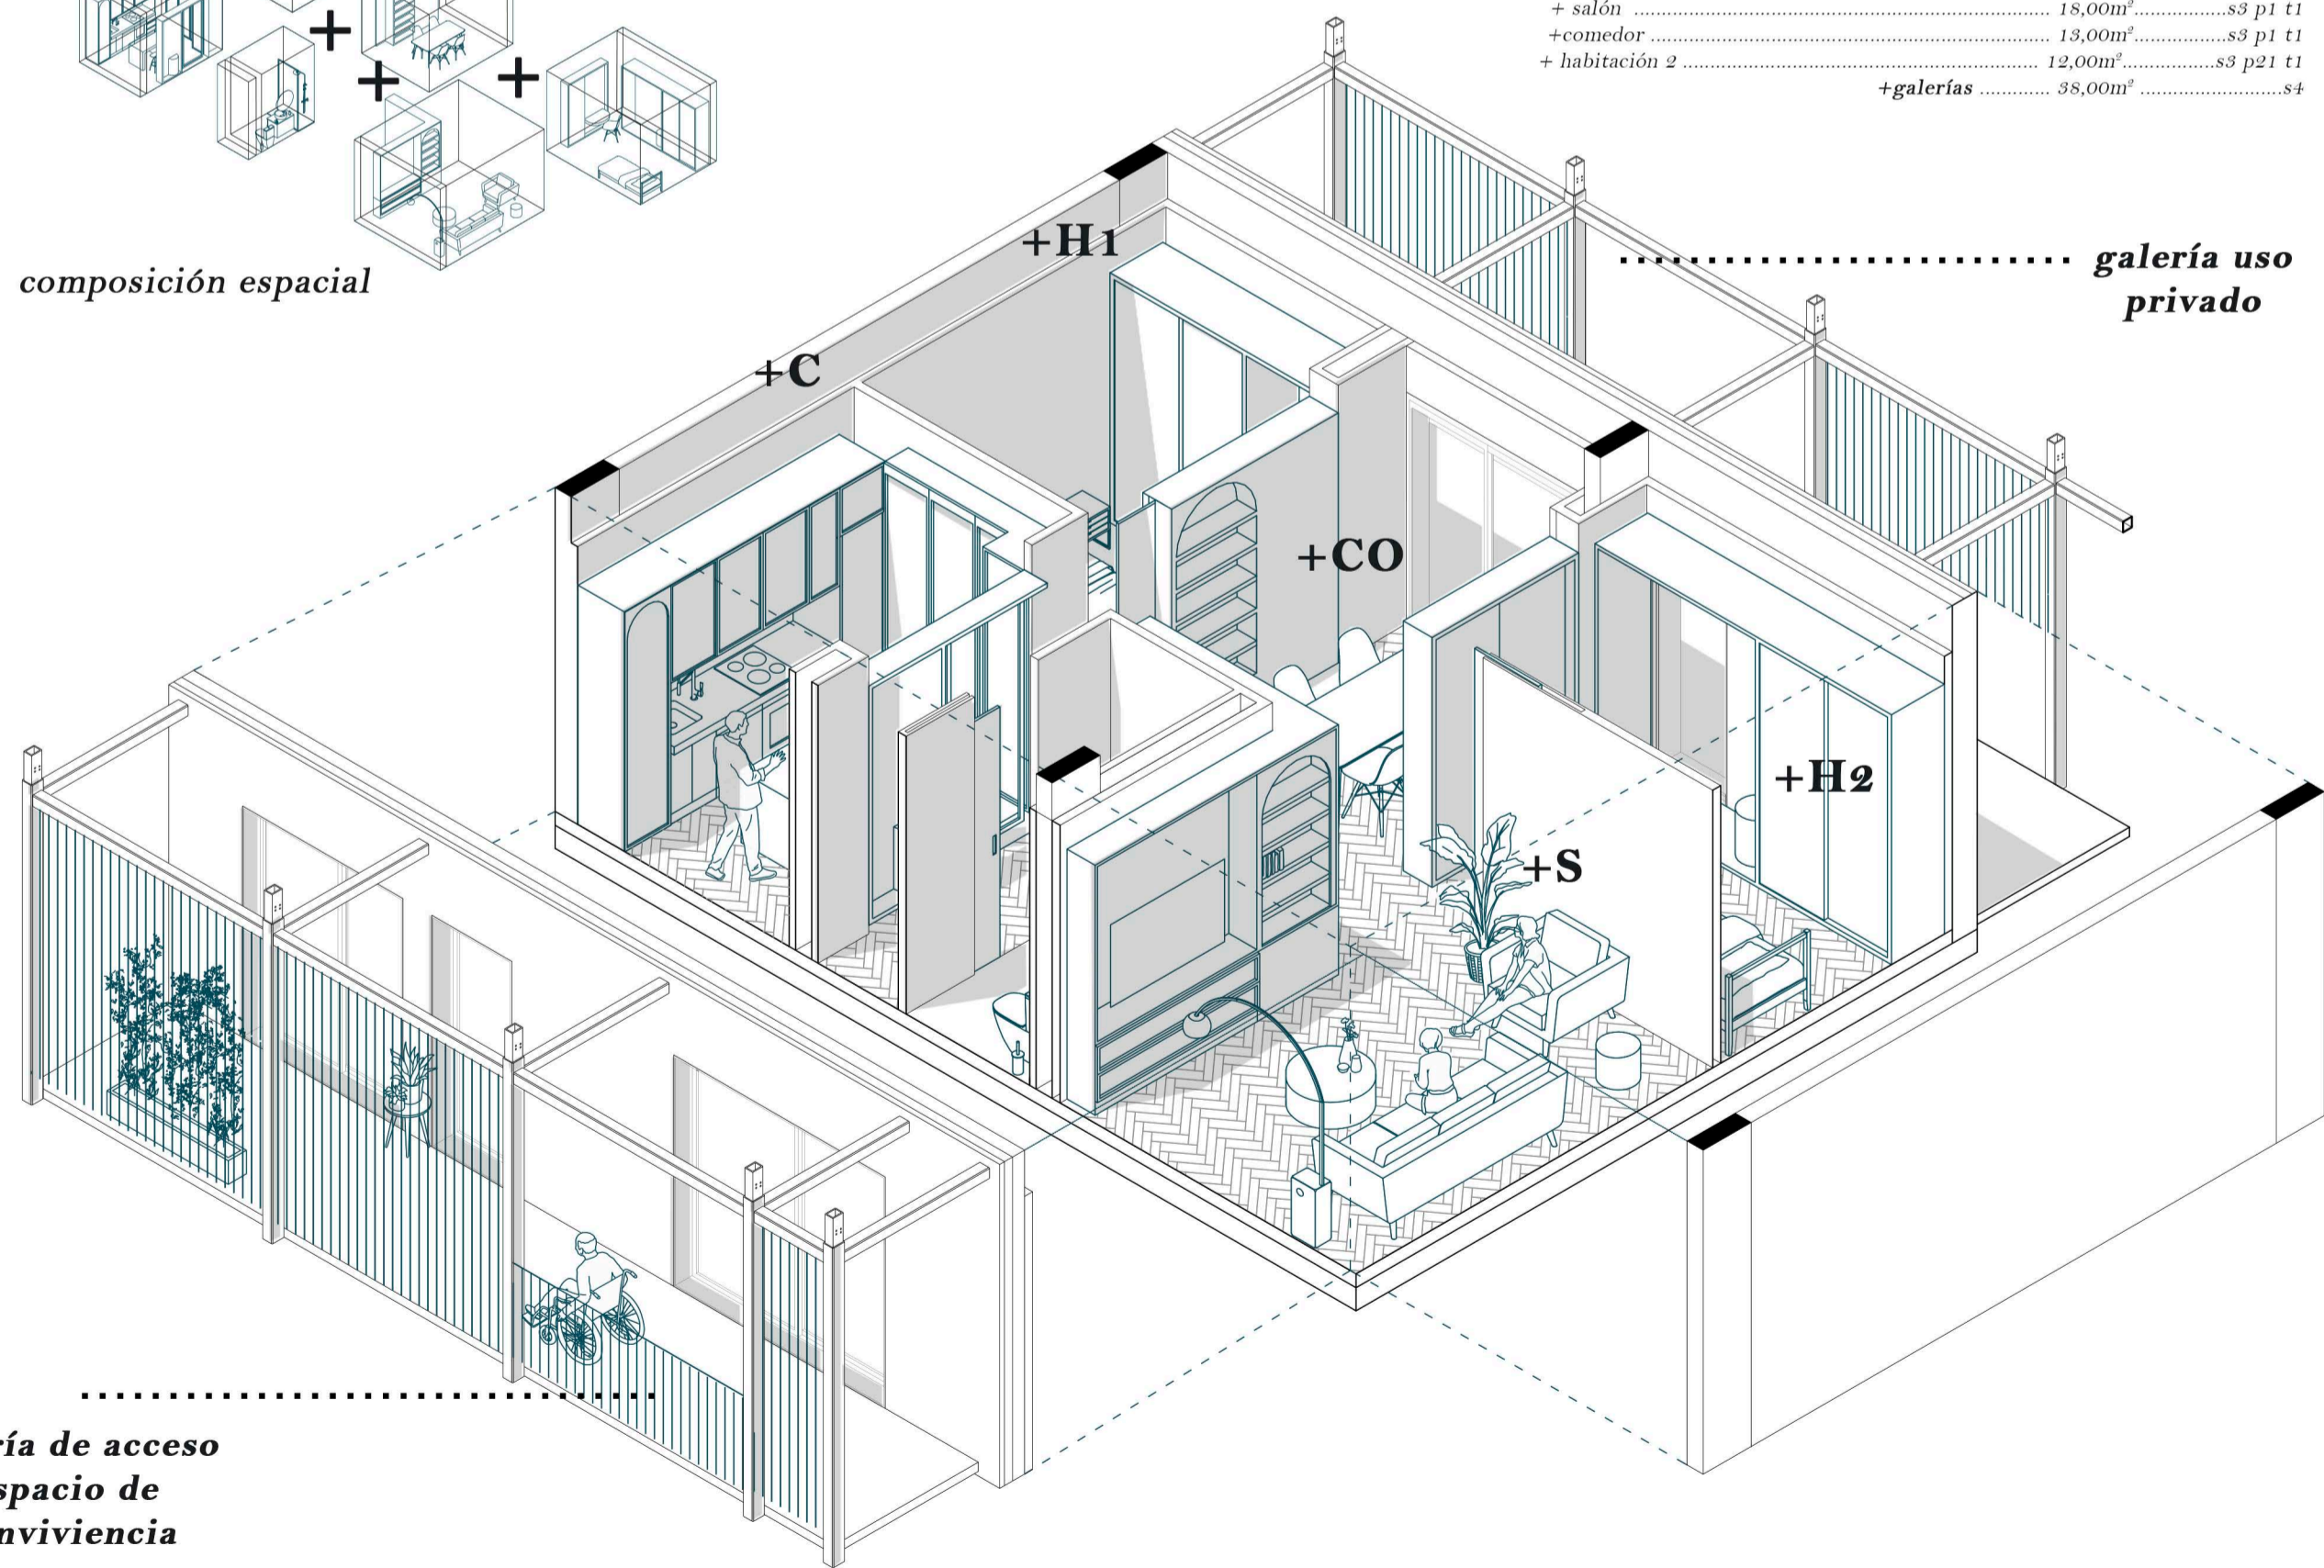 + salón ........ 18,00m² ........ s3 p1 t1
+comedor ........ 13,00m² ........ s3 p1 t1
+ habitación 2 ........ 12,00m² ........ s3 p21 t1
+galerías ........ 38,00m² ........ s4
composición espacial
+H1
galería uso
privado
+C
+CO
+H2
+S
ría de acceso
spacio de
nviviencia